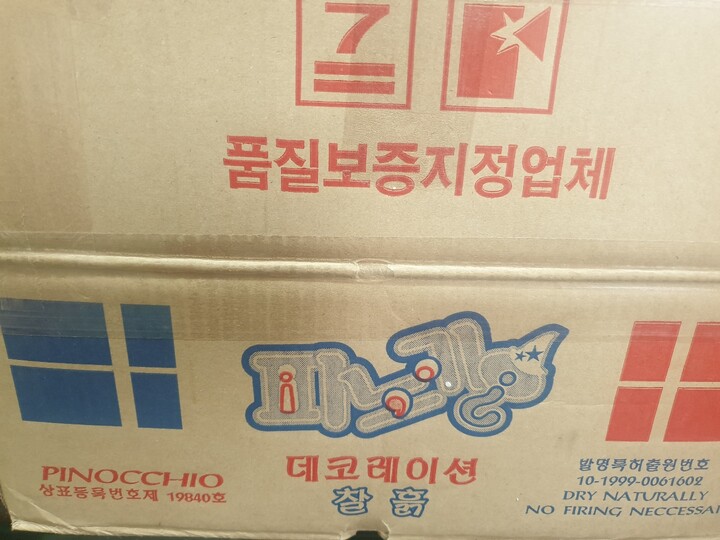 7
품질보증지정업체
피노키오
PINOCCHIO
상표등록번호제 19840호
데코레이션
찰흙
발명특허출원번호
10-1999-0061602
DRY NATURALLY
NO FIRING NECCESSAR